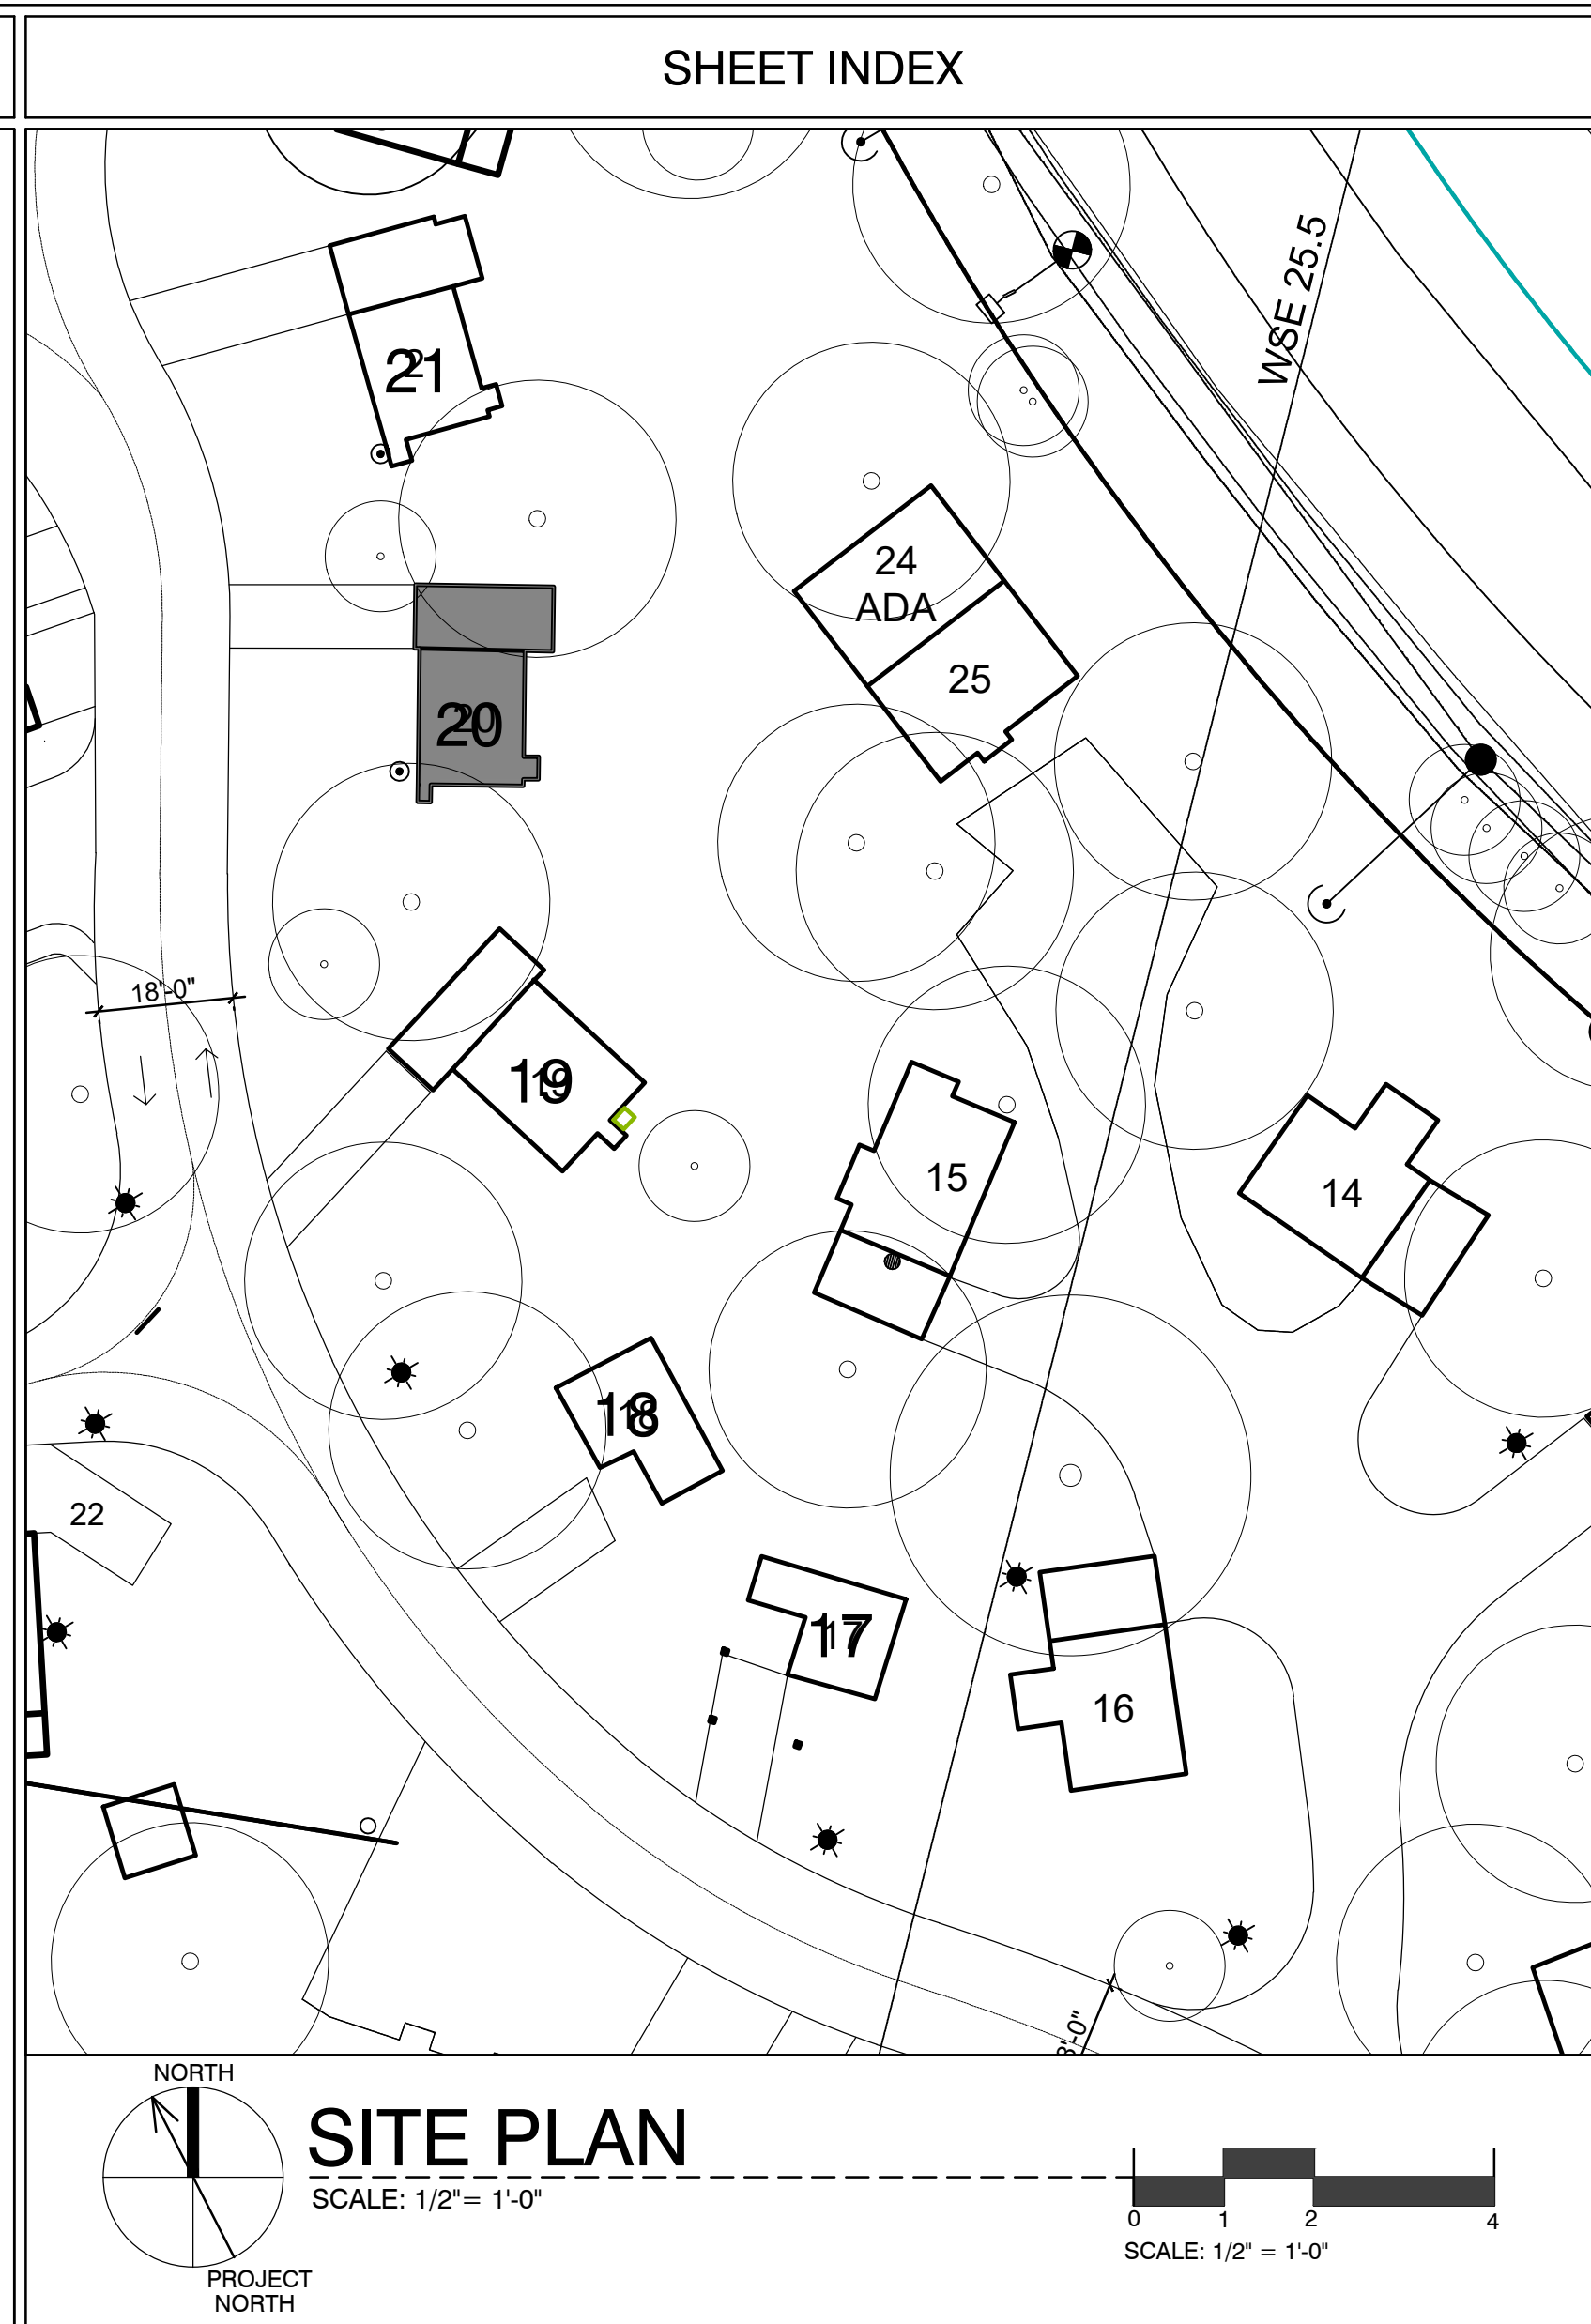 SHEET INDEX
WSE 25.5
21
24
ADA
25
20
18'-0"
19
15
14
18
22
17
16
NORTH
SITE PLAN
SCALE: 1/2"= 1'-0"
0 1 2 4
SCALE: 1/2" = 1'-0"
PROJECT
NORTH